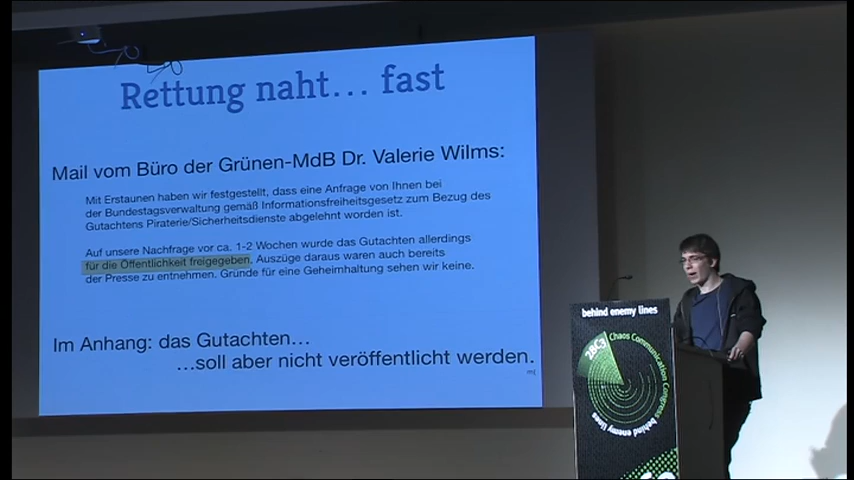 Rettung naht… fast
Mail vom Büro der Grünen-MdB Dr. Valerie Wilms:
Mit Erstaunen haben wir festgestellt, dass eine Anfrage von Ihnen bei
der Bundestagsverwaltung gemäß Informationsfreiheitsgesetz zum Bezug des
Gutachtens Piraterie/Sicherheitsdienste abgelehnt worden ist.
Auf unsere Nachfrage vor ca. 1-2 Wochen wurde das Gutachten allerdings
für die Öffentlichkeit freigegeben. Auszüge daraus waren auch bereits
der Presse zu entnehmen. Gründe für eine Geheimhaltung sehen wir keine.
Im Anhang: das Gutachten…
…soll aber nicht veröffentlicht werden.
behind enemy lines
28C3
Chaos Communication Congress
behind enemy lines